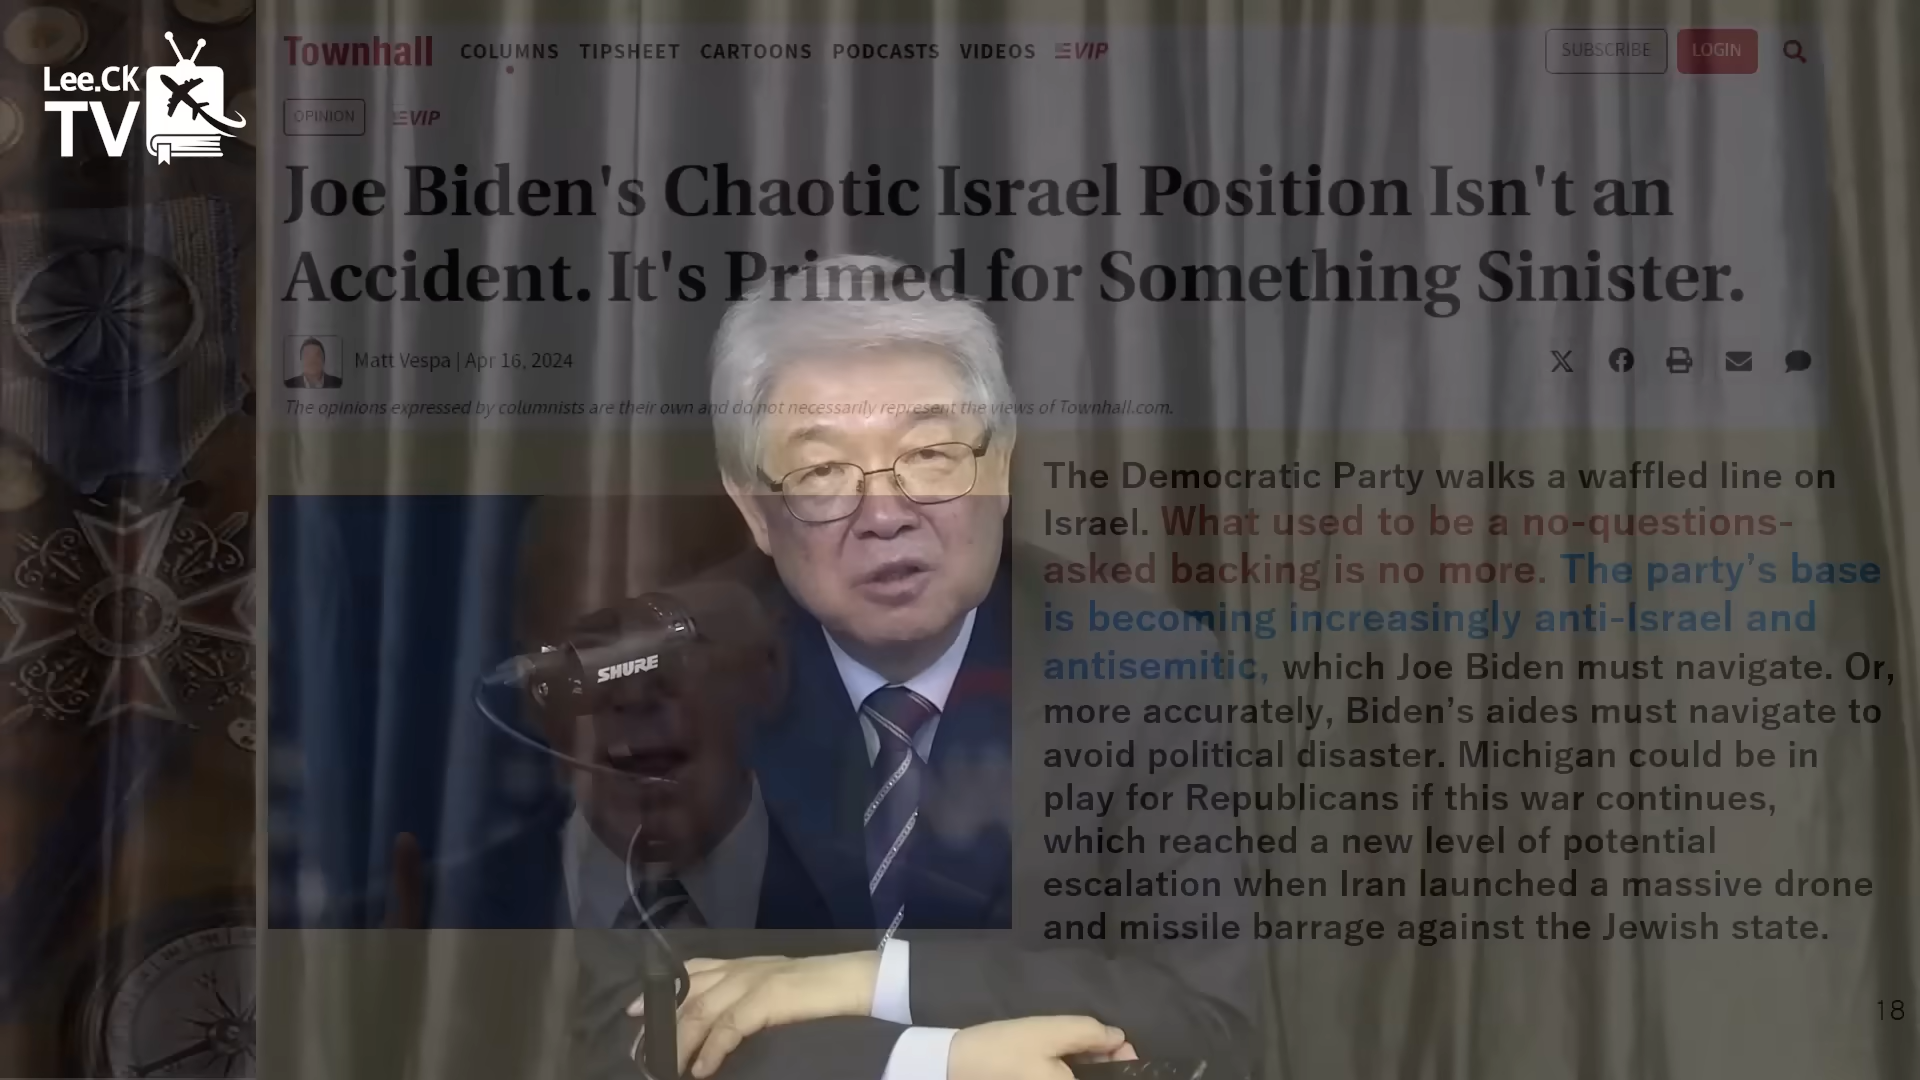 Lee.CK
TV
Townhall COLUMNS TIPSHEET CARTOONS PODCASTS VIDEOS VIP SUBSCRIBE LOGIN
OPINION VIP
Joe Biden's Chaotic Israel Position Isn't an
Accident. It's Primed for Something Sinister.
Matt Vespa | Apr 16, 2024
The opinions expressed by columnists are their own and do not necessarily represent the views of Townhall.com.
The Democratic Party walks a waffled line on
Israel. What used to be a no-questions-
asked backing is no more. The party’s base
is becoming increasingly anti-Israel and
antisemitic, which Joe Biden must navigate. Or,
more accurately, Biden’s aides must navigate to
avoid political disaster. Michigan could be in
play for Republicans if this war continues,
which reached a new level of potential
escalation when Iran launched a massive drone
and missile barrage against the Jewish state.
SHURE
18